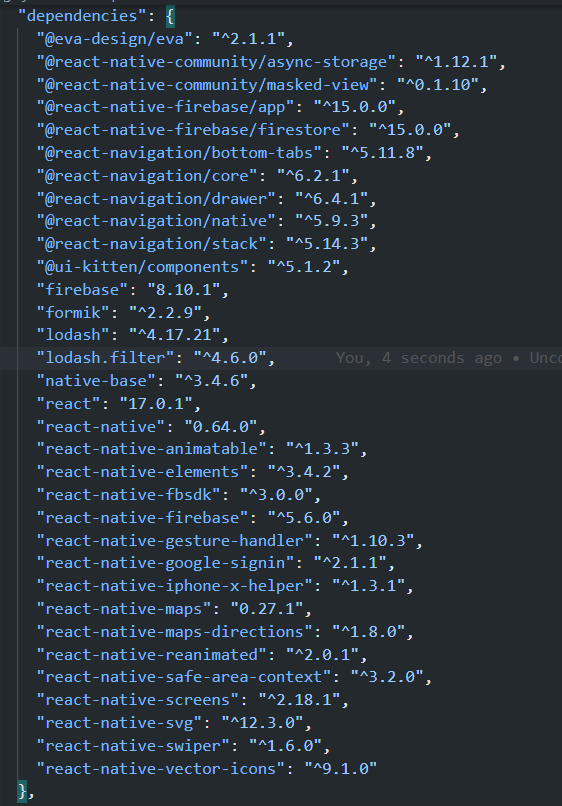 "dependencies": {
"@eva-design/eva": "^2.1.1",
"@react-native-community/async-storage": "^1.12.1",
"@react-native-community/masked-view": "^0.1.10",
"@react-native-firebase/app": "^15.0.0",
"@react-native-firebase/firestore": "^15.0.0",
"@react-navigation/bottom-tabs": "^5.11.8",
"@react-navigation/core": "^6.2.1",
"@react-navigation/drawer": "^6.4.1",
"@react-navigation/native": "^5.9.3",
"@react-navigation/stack": "^5.14.3",
"@ui-kitten/components": "^5.1.2",
"firebase": "8.10.1",
"formik": "^2.2.9",
"lodash": "^4.17.21",
"lodash.filter": "^4.6.0", You, 4 seconds ago • Unco
"native-base": "^3.4.6",
"react": "17.0.1",
"react-native": "0.64.0",
"react-native-animatable": "^1.3.3",
"react-native-elements": "^3.4.2",
"react-native-fbsdk": "^3.0.0",
"react-native-firebase": "^5.6.0",
"react-native-gesture-handler": "^1.10.3",
"react-native-google-signin": "^2.1.1",
"react-native-iphone-x-helper": "^1.3.1",
"react-native-maps": "0.27.1",
"react-native-maps-directions": "^1.8.0",
"react-native-reanimated": "^2.0.1",
"react-native-safe-area-context": "^3.2.0",
"react-native-screens": "^2.18.1",
"react-native-svg": "^12.3.0",
"react-native-swiper": "^1.6.0",
"react-native-vector-icons": "^9.1.0"
},